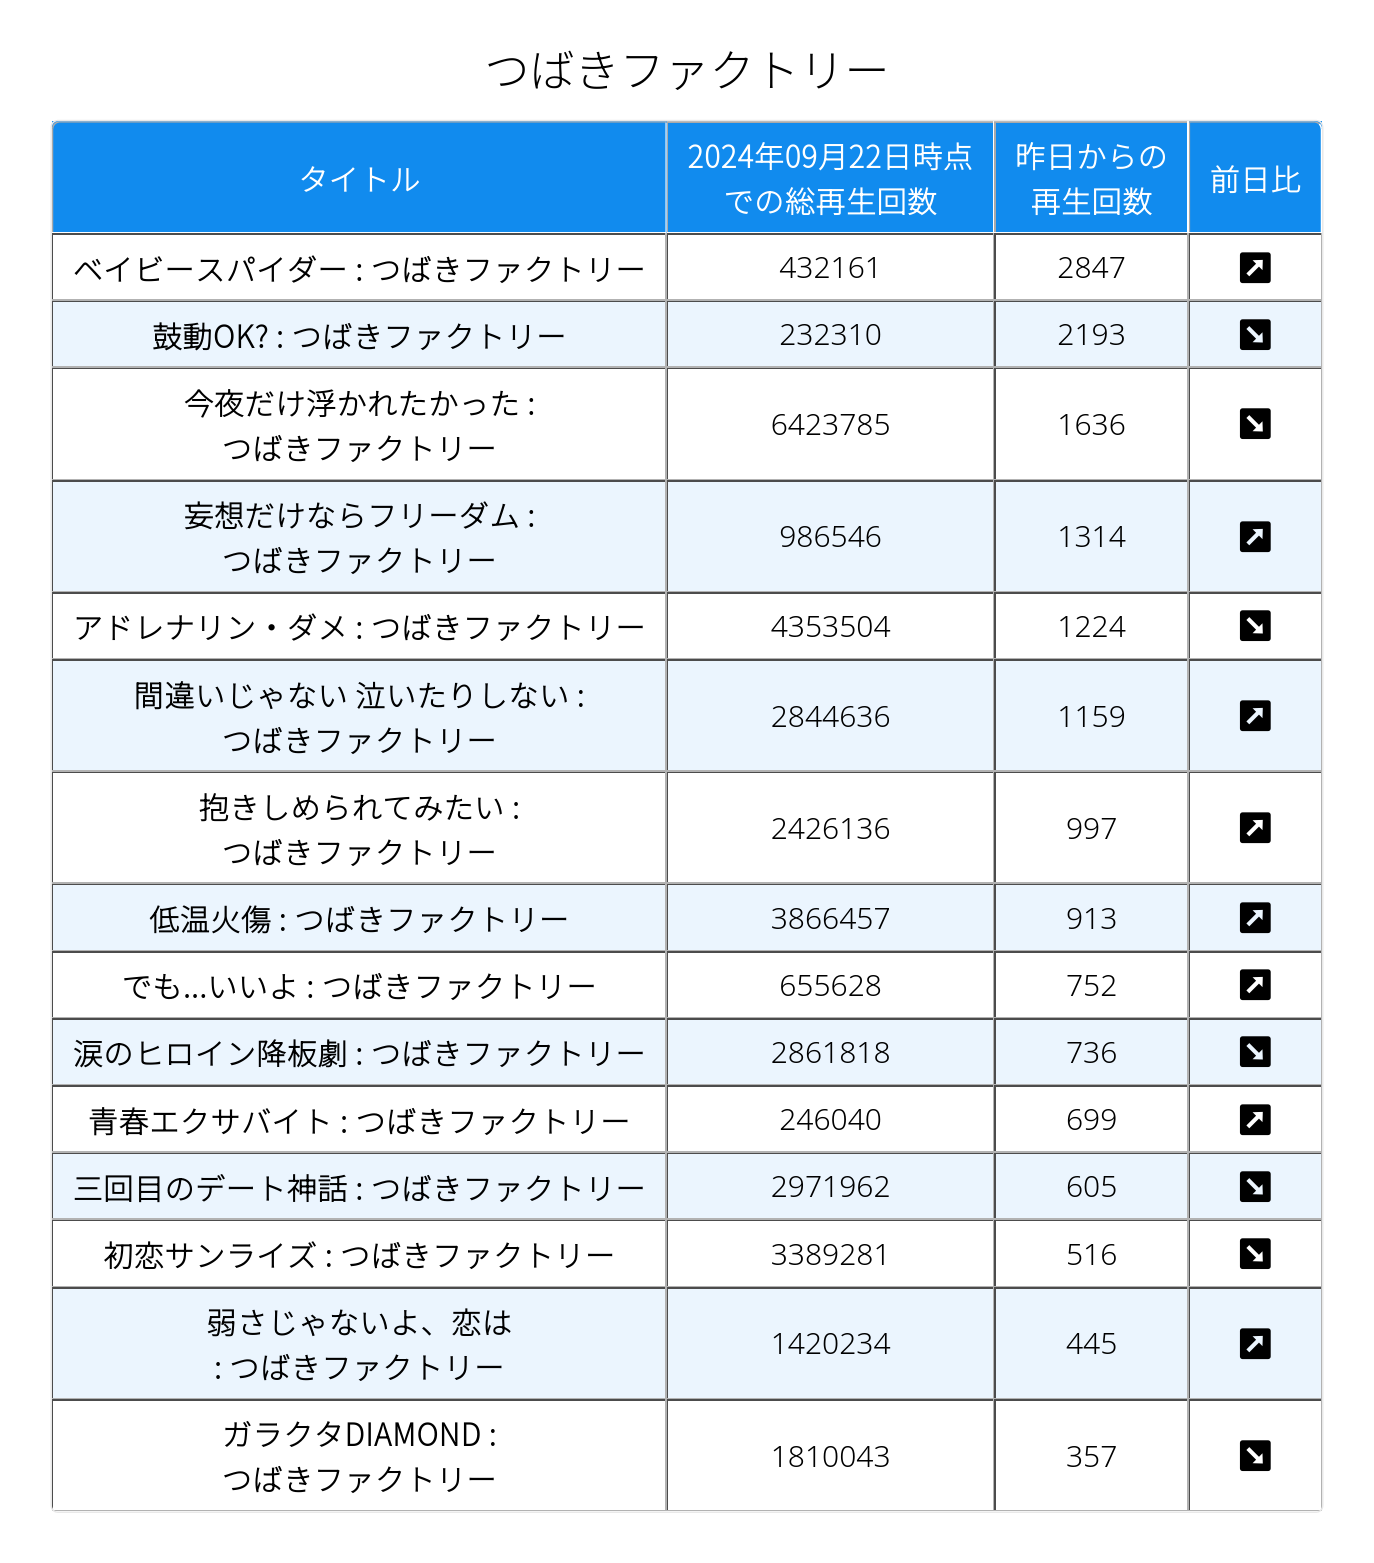 つばきファクトリー
タイトル
2024年09月22日時点
での総再生回数
昨日からの
再生回数
前日比
ベイビースパイダー : つばきファクトリー
432161
2847
↗
鼓動OK? : つばきファクトリー
232310
2193
↘
今夜だけ浮かれたかった :
つばきファクトリー
6423785
1636
↘
妄想だけならフリーダム :
つばきファクトリー
986546
1314
↗
アドレナリン・ダメ : つばきファクトリー
4353504
1224
↘
間違いじゃない 泣いたりしない :
つばきファクトリー
2844636
1159
↗
抱きしめられてみたい :
つばきファクトリー
2426136
997
↗
低温火傷 : つばきファクトリー
3866457
913
↗
でも...いいよ : つばきファクトリー
655628
752
↗
涙のヒロイン降板劇 : つばきファクトリー
2861818
736
↘
青春エクサバイト : つばきファクトリー
246040
699
↗
三回目のデート神話 : つばきファクトリー
2971962
605
↘
初恋サンライズ : つばきファクトリー
3389281
516
↘
弱さじゃないよ、恋は
: つばきファクトリー
1420234
445
↗
ガラクタDIAMOND :
つばきファクトリー
1810043
357
↘